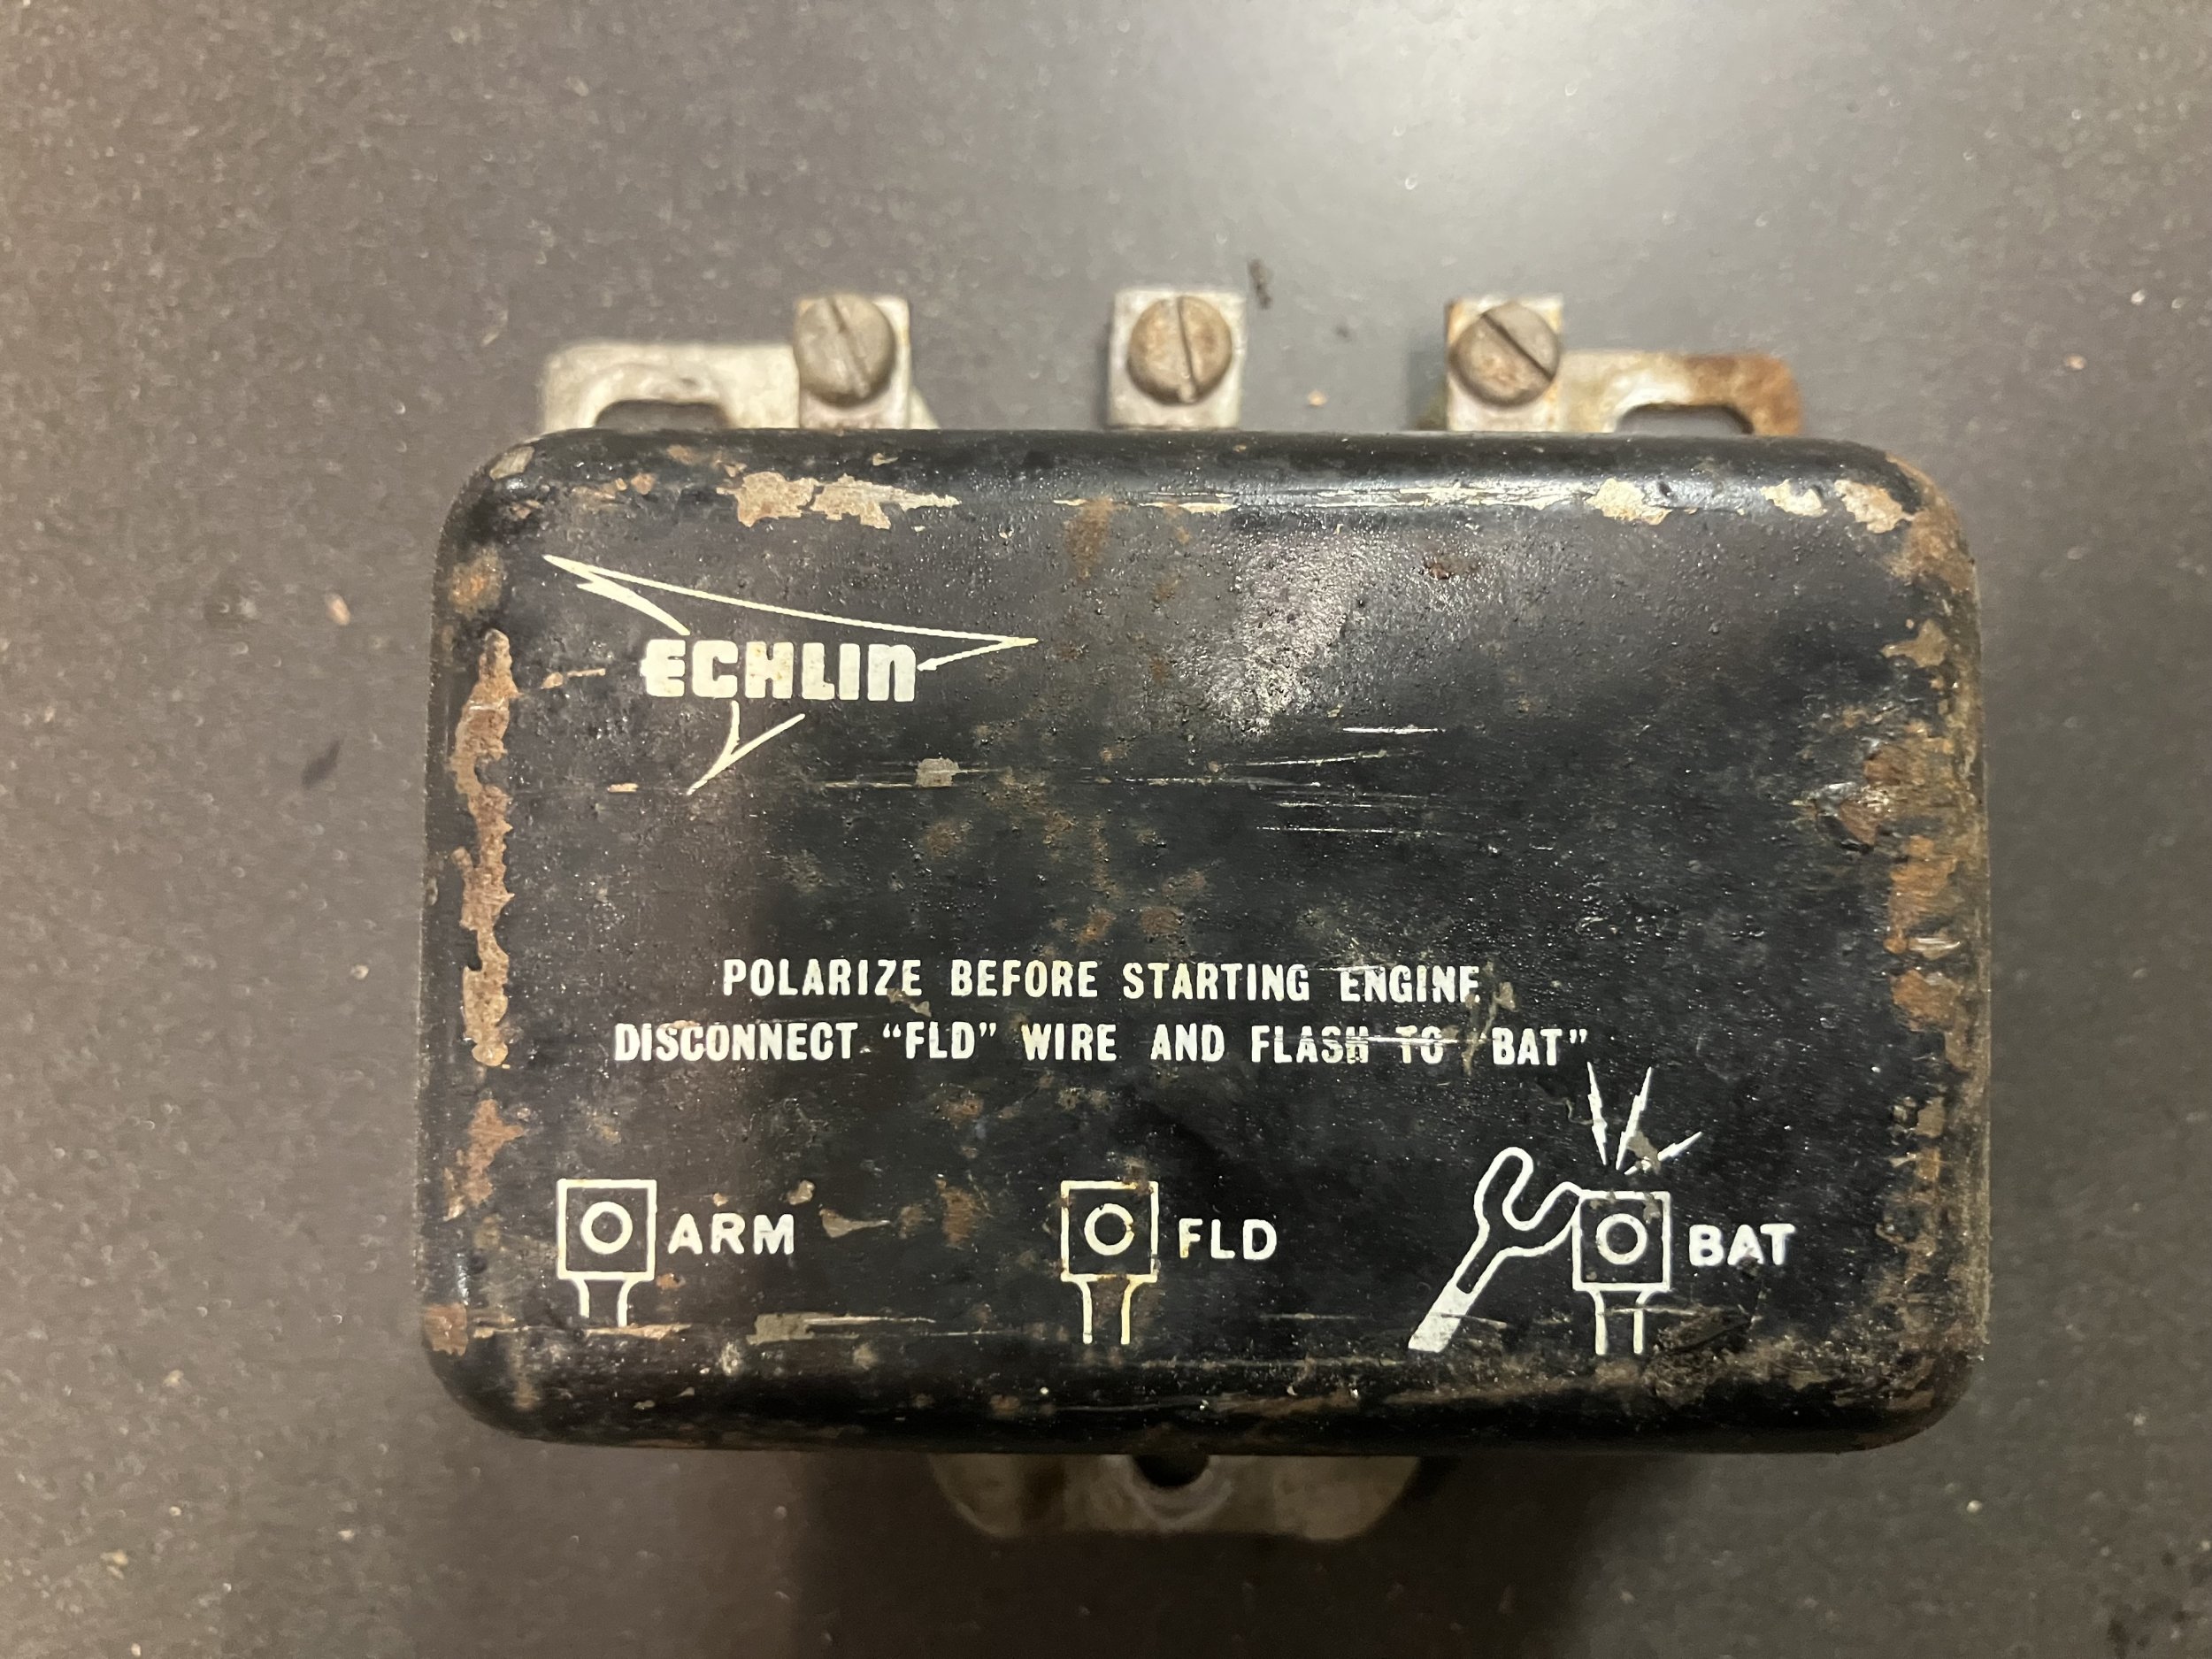 ECHLIN
POLARIZE BEFORE STARTING ENGINE
DISCONNECT "FLD" WIRE AND FLASH TO "BAT"
ARM FLD BAT